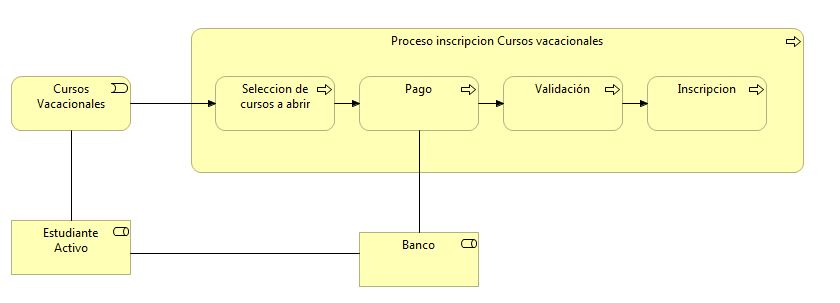 Proceso inscripcion Cursos vacacionales
Cursos
Vacacionales
Seleccion de
cursos a abrir
Pago
Validación
Inscripcion
Estudiante
Activo
Banco